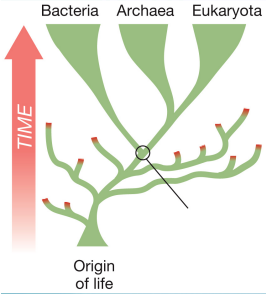 Bacteria Archaea Eukaryota
TIME
Origin
of life